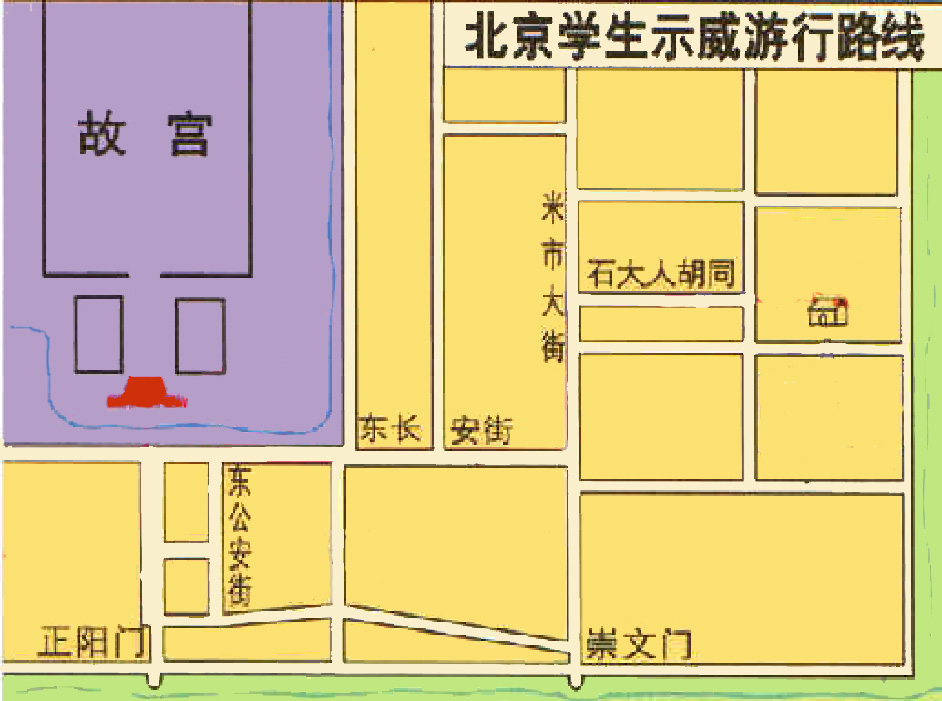 北京学生示威游行路线
故宫
米市大街
石大人胡同
东长安街
东公安街
正阳门
崇文门